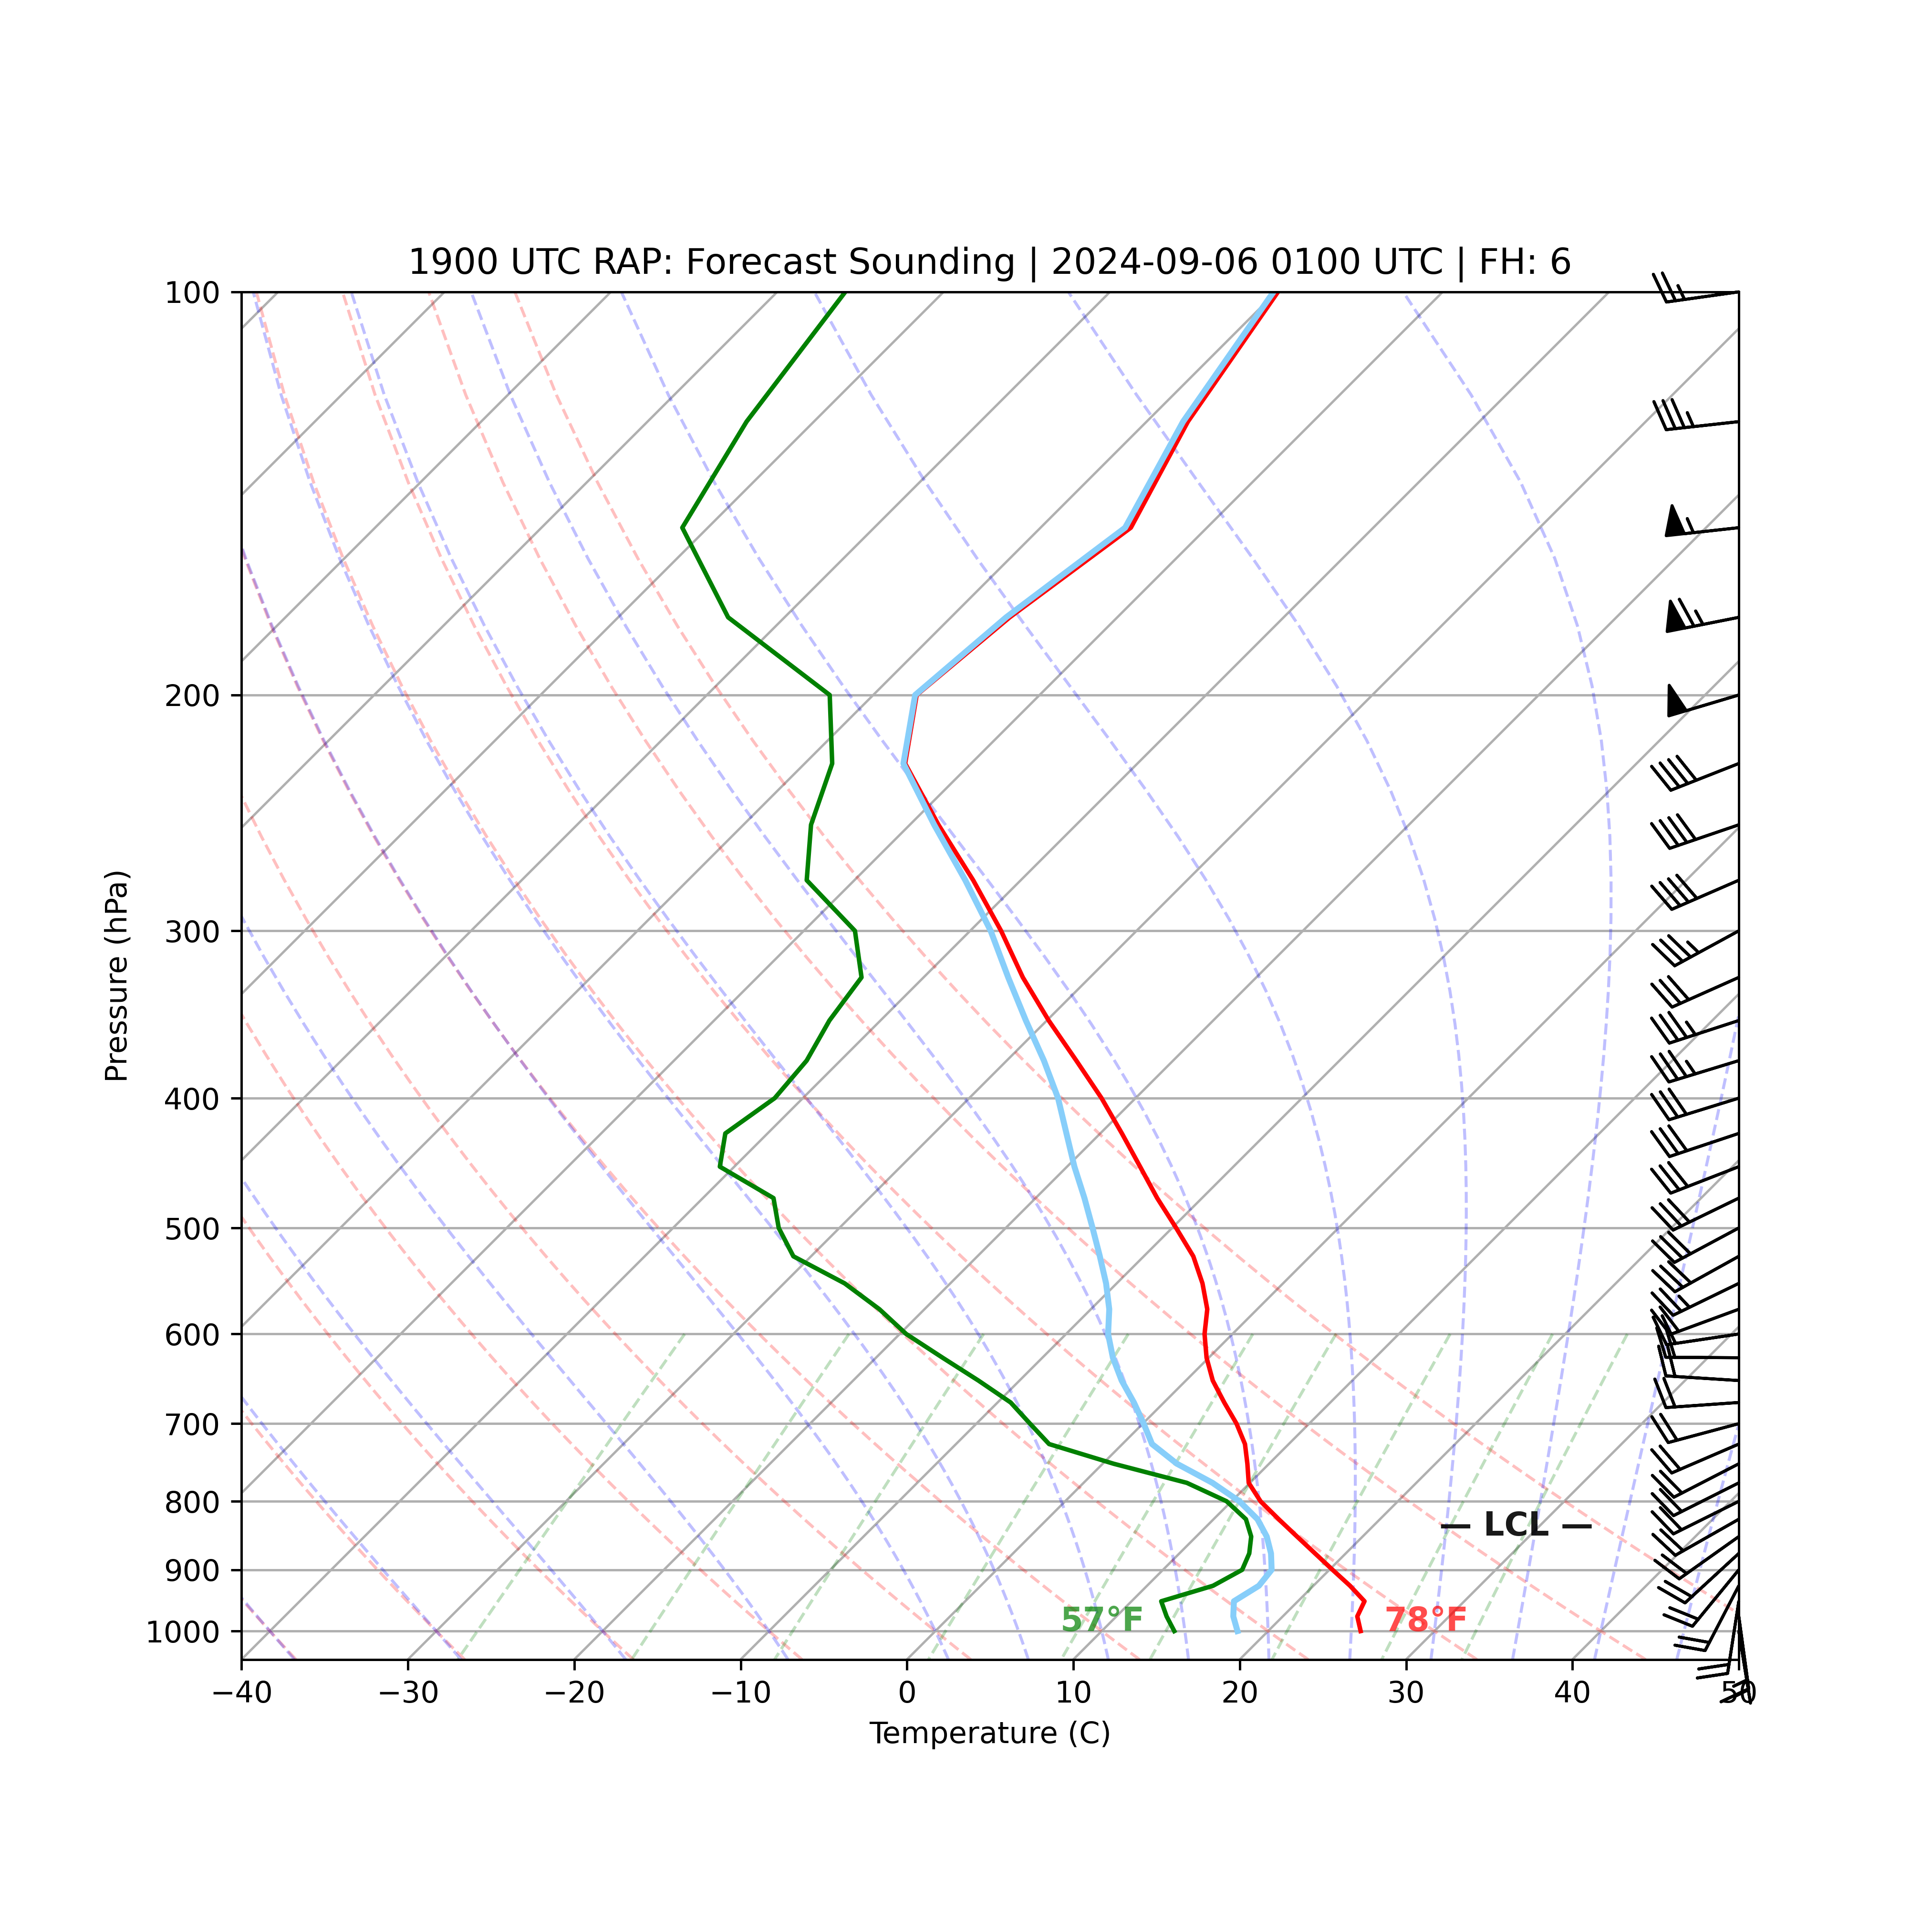 1900 UTC RAP: Forecast Sounding | 2024-09-06 0100 UTC | FH: 6
100
200
300
400
500
600
700
800
900
1000
Pressure (hPa)
— LCL —
57°F
78°F
−40 −30 −20 −10 0 10 20 30 40 50
Temperature (C)